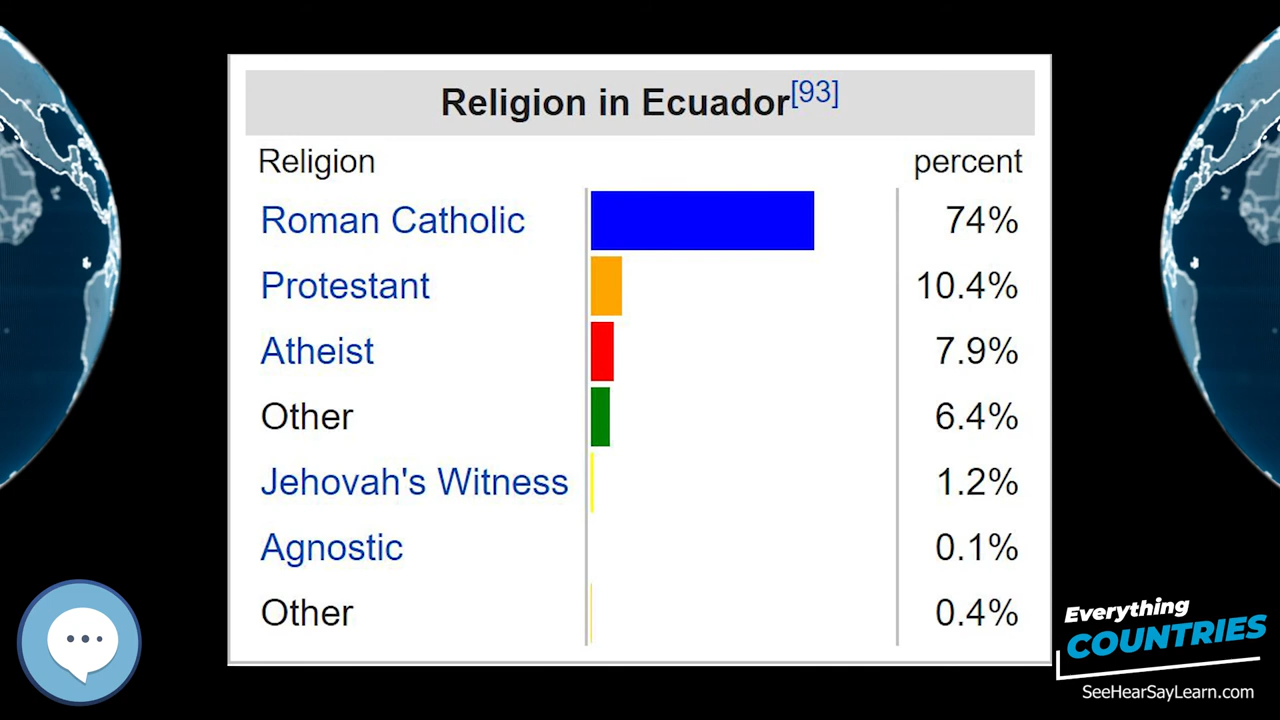 Religion in Ecuador[93]
Religion percent
Roman Catholic 74%
Protestant 10.4%
Atheist 7.9%
Other 6.4%
Jehovah's Witness 1.2%
Agnostic 0.1%
Other 0.4%
Everything
COUNTRIES
SeeHearSayLearn.com